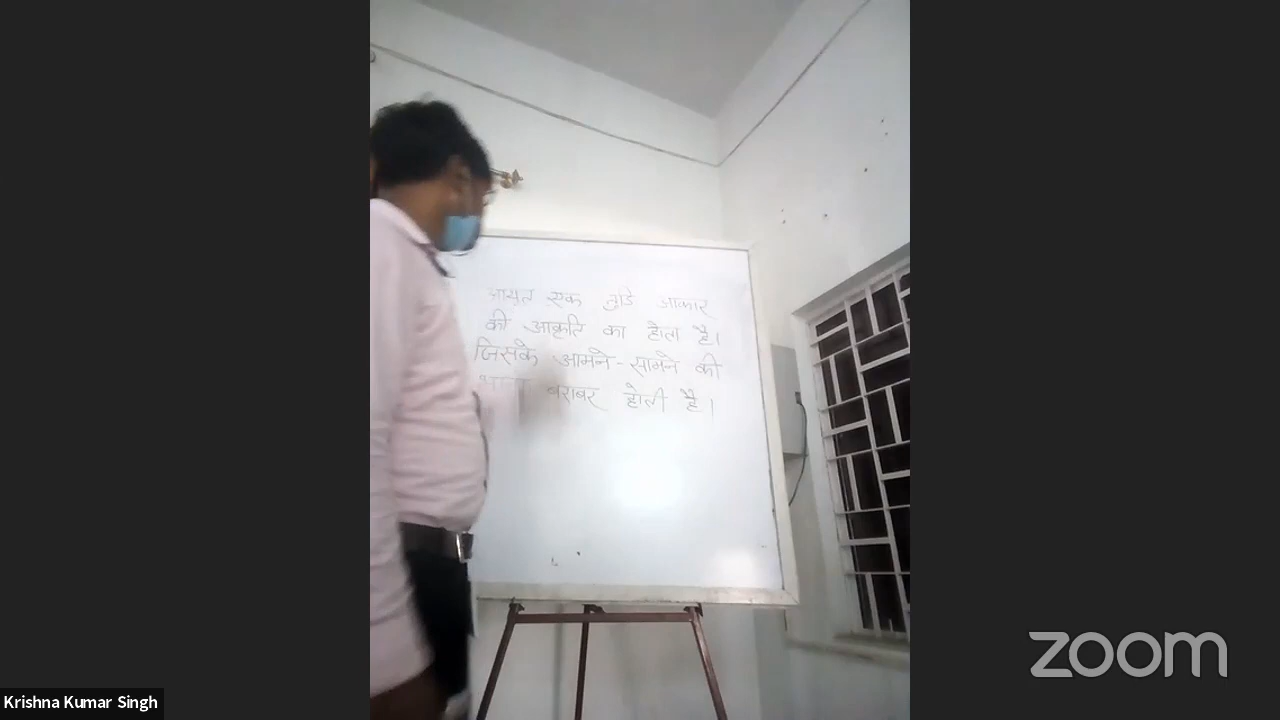 आयत एक आकार
की आकृति का होता है।
जिसके आमने-सामने की
बराबर होती है।
zoom
Krishna Kumar Singh